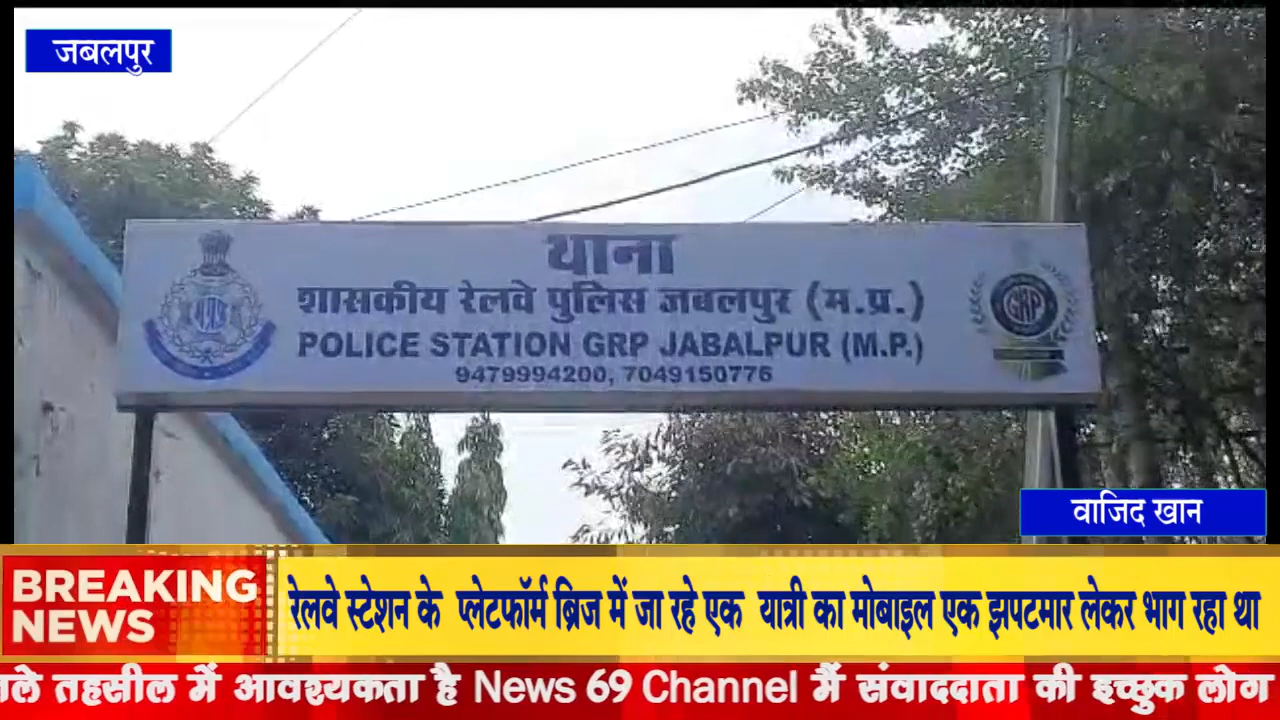 जबलपुर
थाना
शासकीय रेलवे पुलिस जबलपुर (म.प्र.)
POLICE STATION GRP JABALPUR (M.P.)
9479994200, 7049150776
GRP
वाजिद खान
BREAKING
NEWS
रेलवे स्टेशन के प्लेटफॉर्म ब्रिज में जा रहे एक यात्री का मोबाइल एक झपटमार लेकर भाग रहा था
तहसील में आवश्यकता है News 69 Channel मैं संवाददाता की इच्छुक लोग